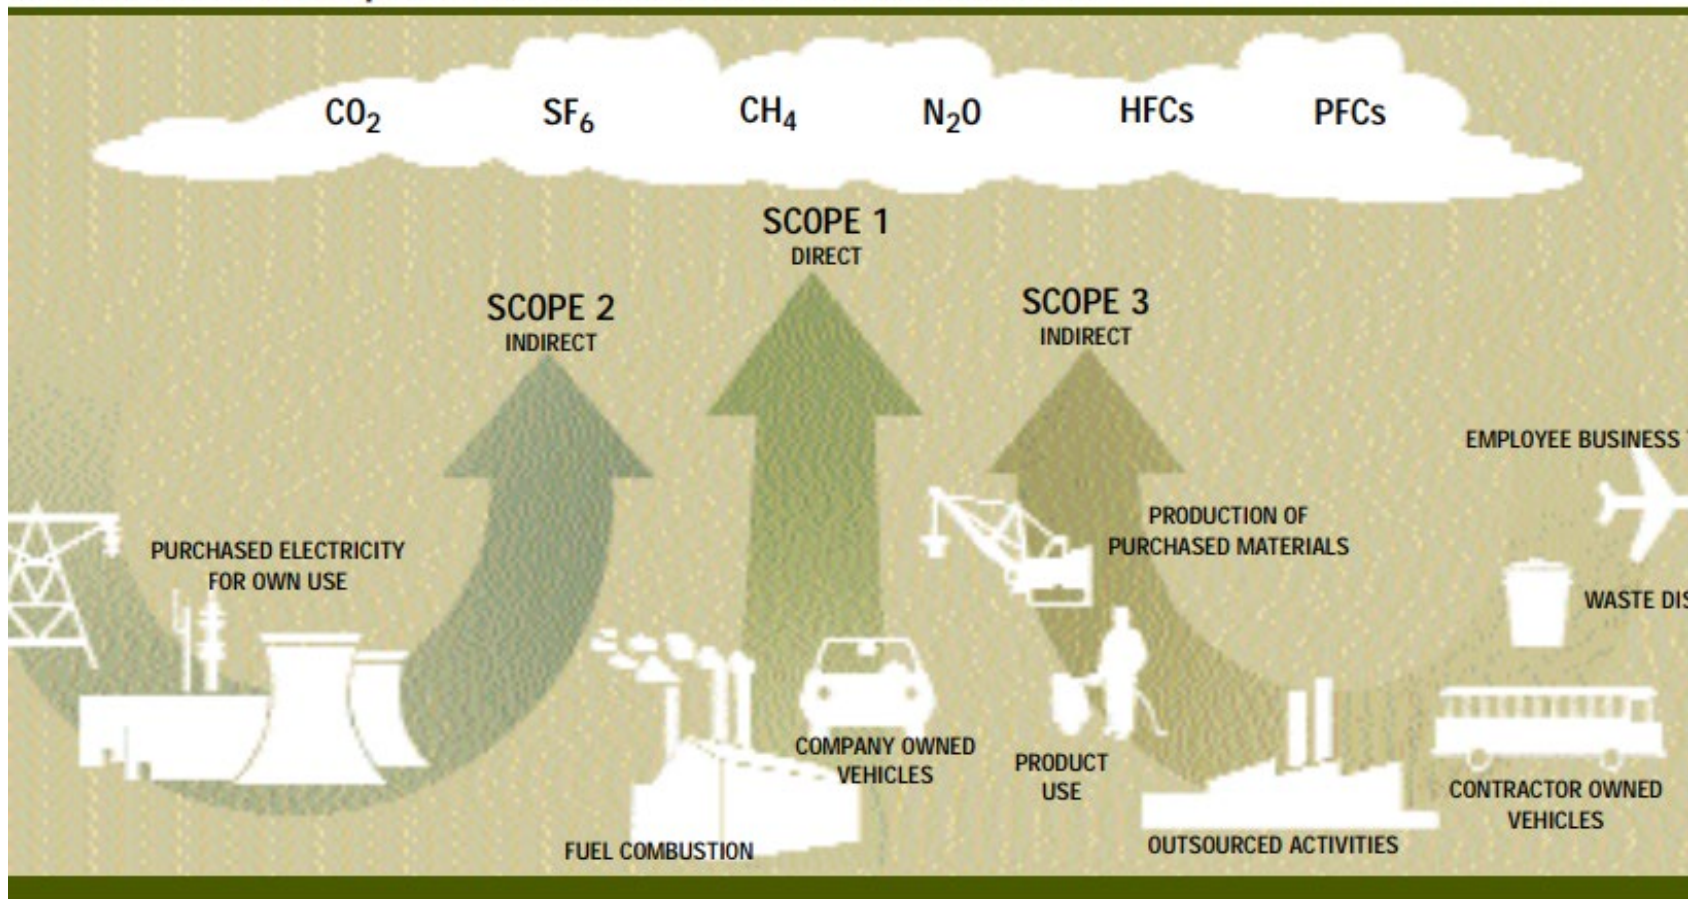 CO₂ SF₆ CH₄ N₂O HFCs PFCs
SCOPE 1
DIRECT
SCOPE 2
INDIRECT
SCOPE 3
INDIRECT
EMPLOYEE BUSINESS
PRODUCTION OF
PURCHASED MATERIALS
PURCHASED ELECTRICITY
FOR OWN USE
WASTE DIS
COMPANY OWNED
VEHICLES
PRODUCT
USE
CONTRACTOR OWNED
VEHICLES
FUEL COMBUSTION
OUTSOURCED ACTIVITIES